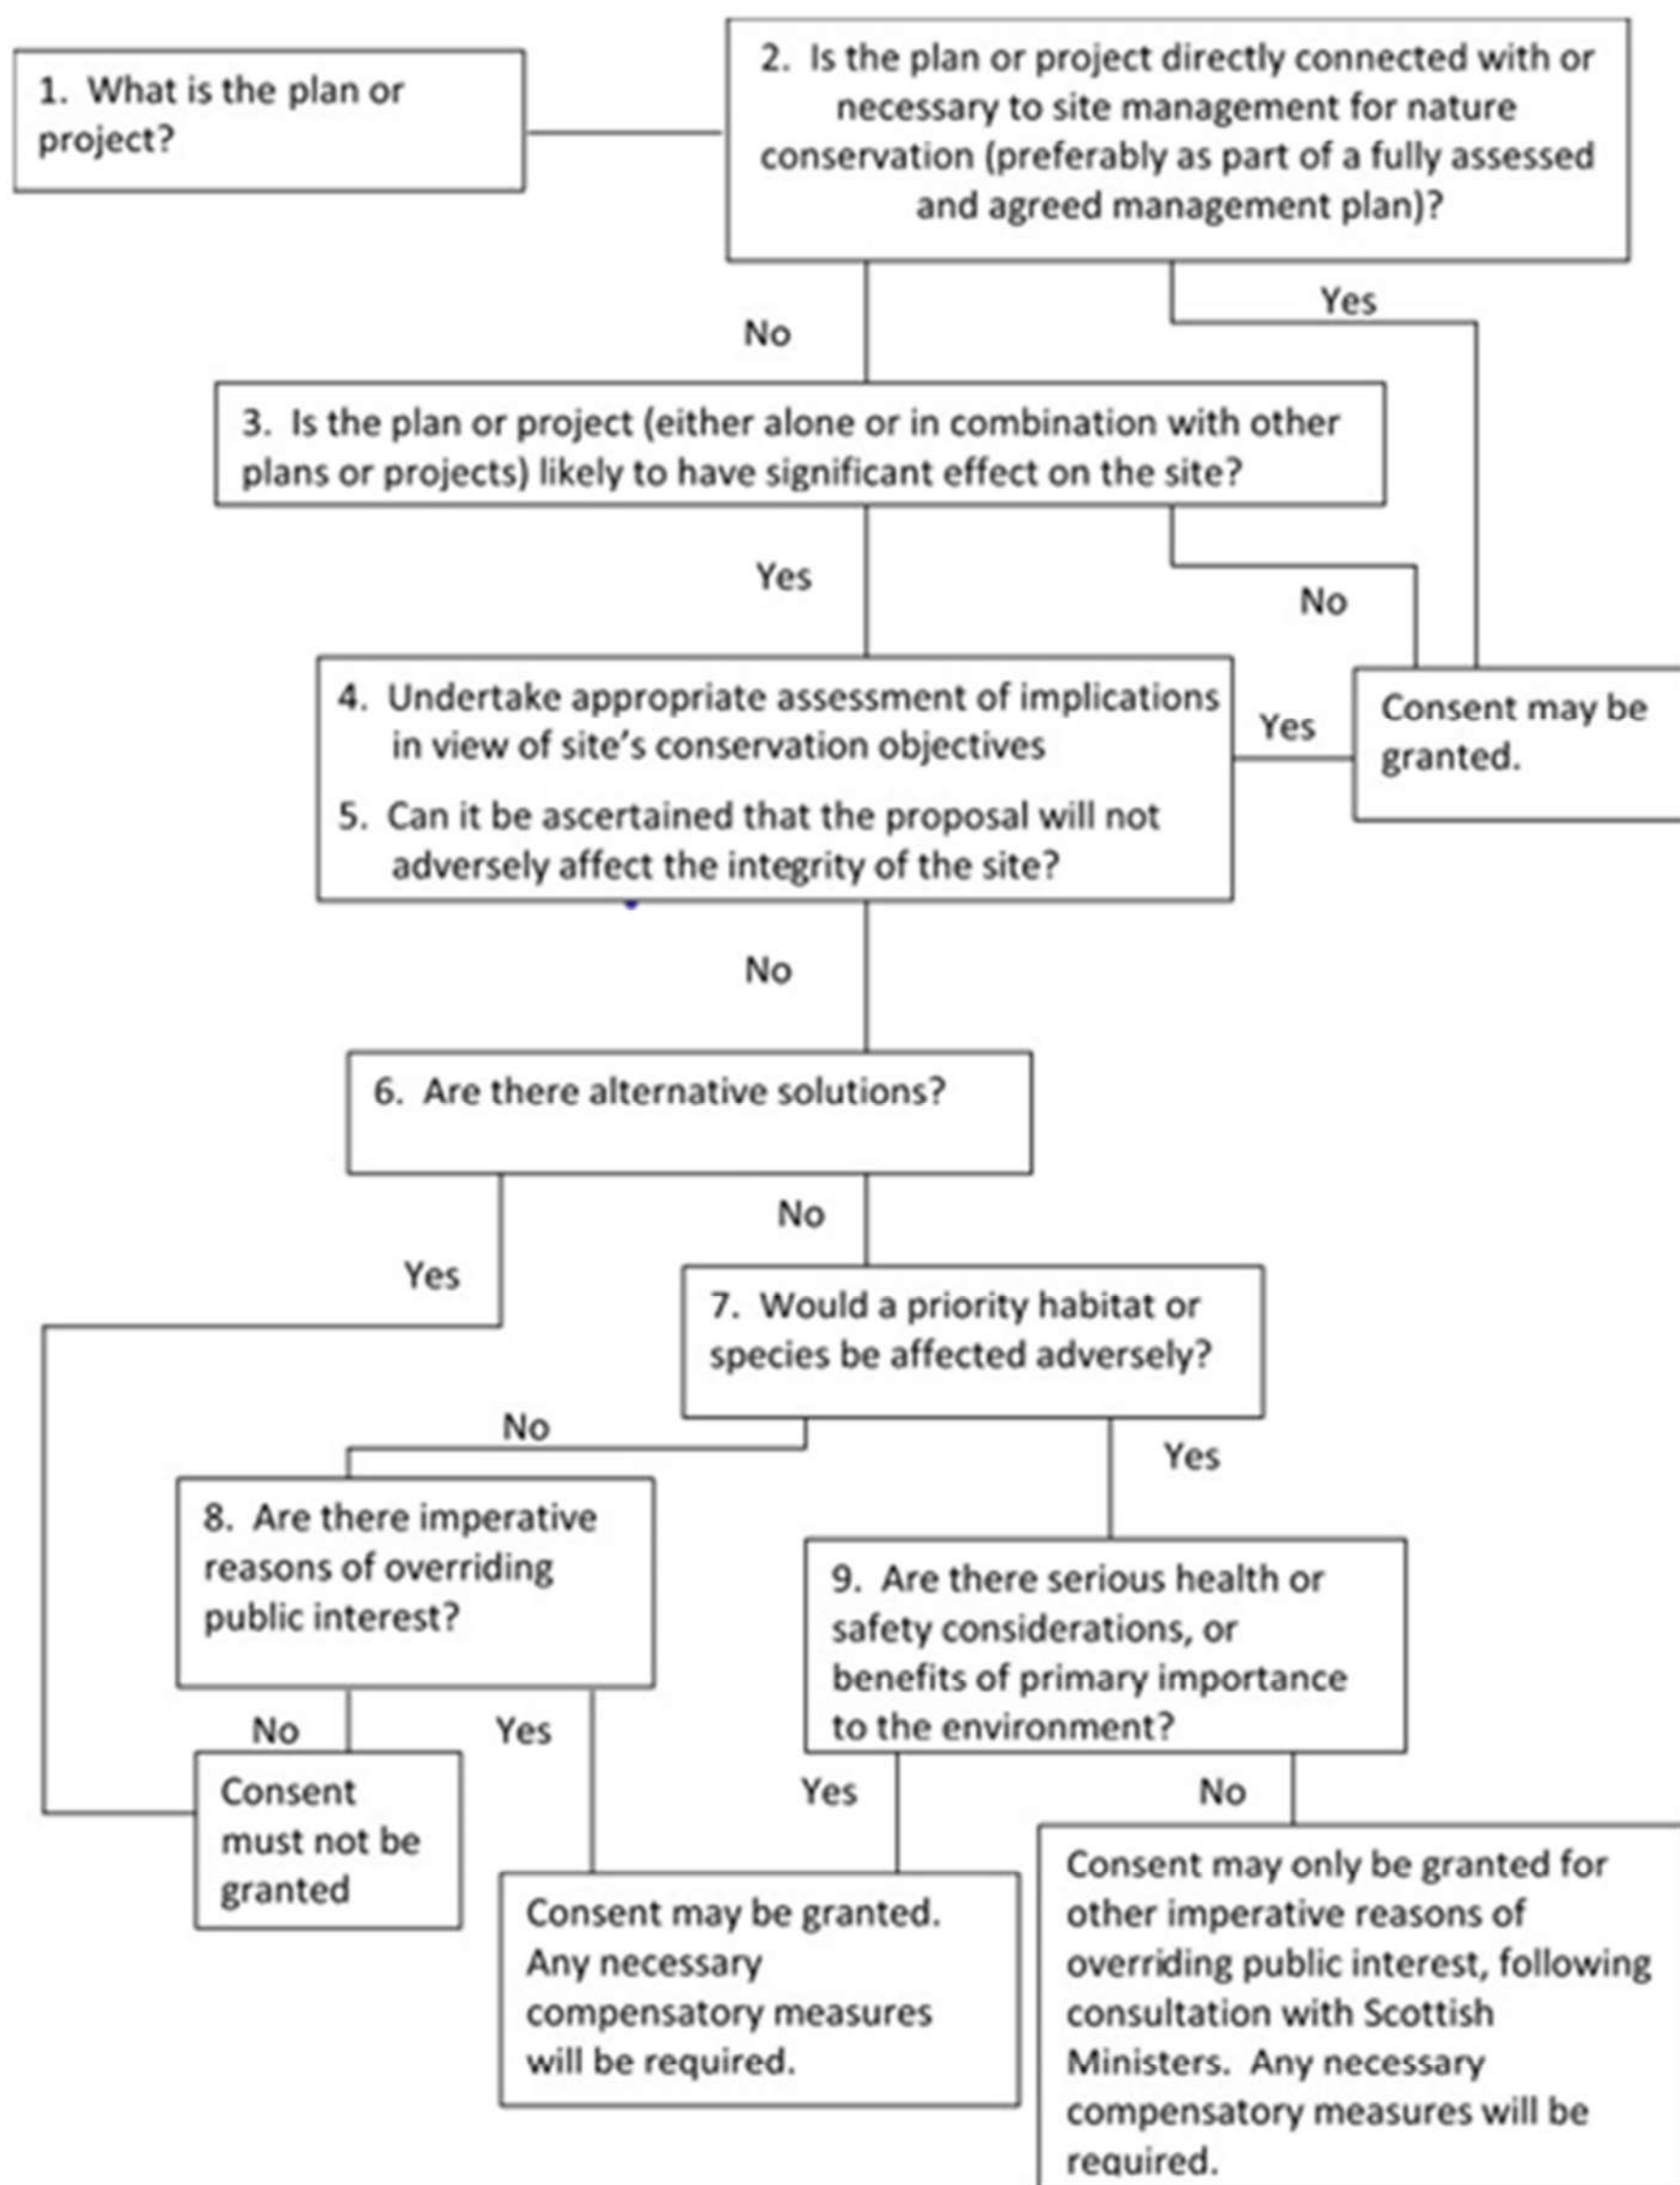 1. What is the plan or
project?
2. Is the plan or project directly connected with or
necessary to site management for nature
conservation (preferably as part of a fully assessed
and agreed management plan)?
Yes
No
3. Is the plan or project (either alone or in combination with other
plans or projects) likely to have significant effect on the site?
Yes
No
4. Undertake appropriate assessment of implications
in view of site's conservation objectives
5. Can it be ascertained that the proposal will not
adversely affect the integrity of the site?
Yes
Consent may be
granted.
No
6. Are there alternative solutions?
No
Yes
7. Would a priority habitat or
species be affected adversely?
No
Yes
8. Are there imperative
reasons of overriding
public interest?
9. Are there serious health or
safety considerations, or
benefits of primary importance
to the environment?
No
Yes
Yes
No
Consent
must not be
granted
Consent may be granted.
Any necessary
compensatory measures
will be required.
Consent may only be granted for
other imperative reasons of
overriding public interest, following
consultation with Scottish
Ministers. Any necessary
compensatory measures will be
required.